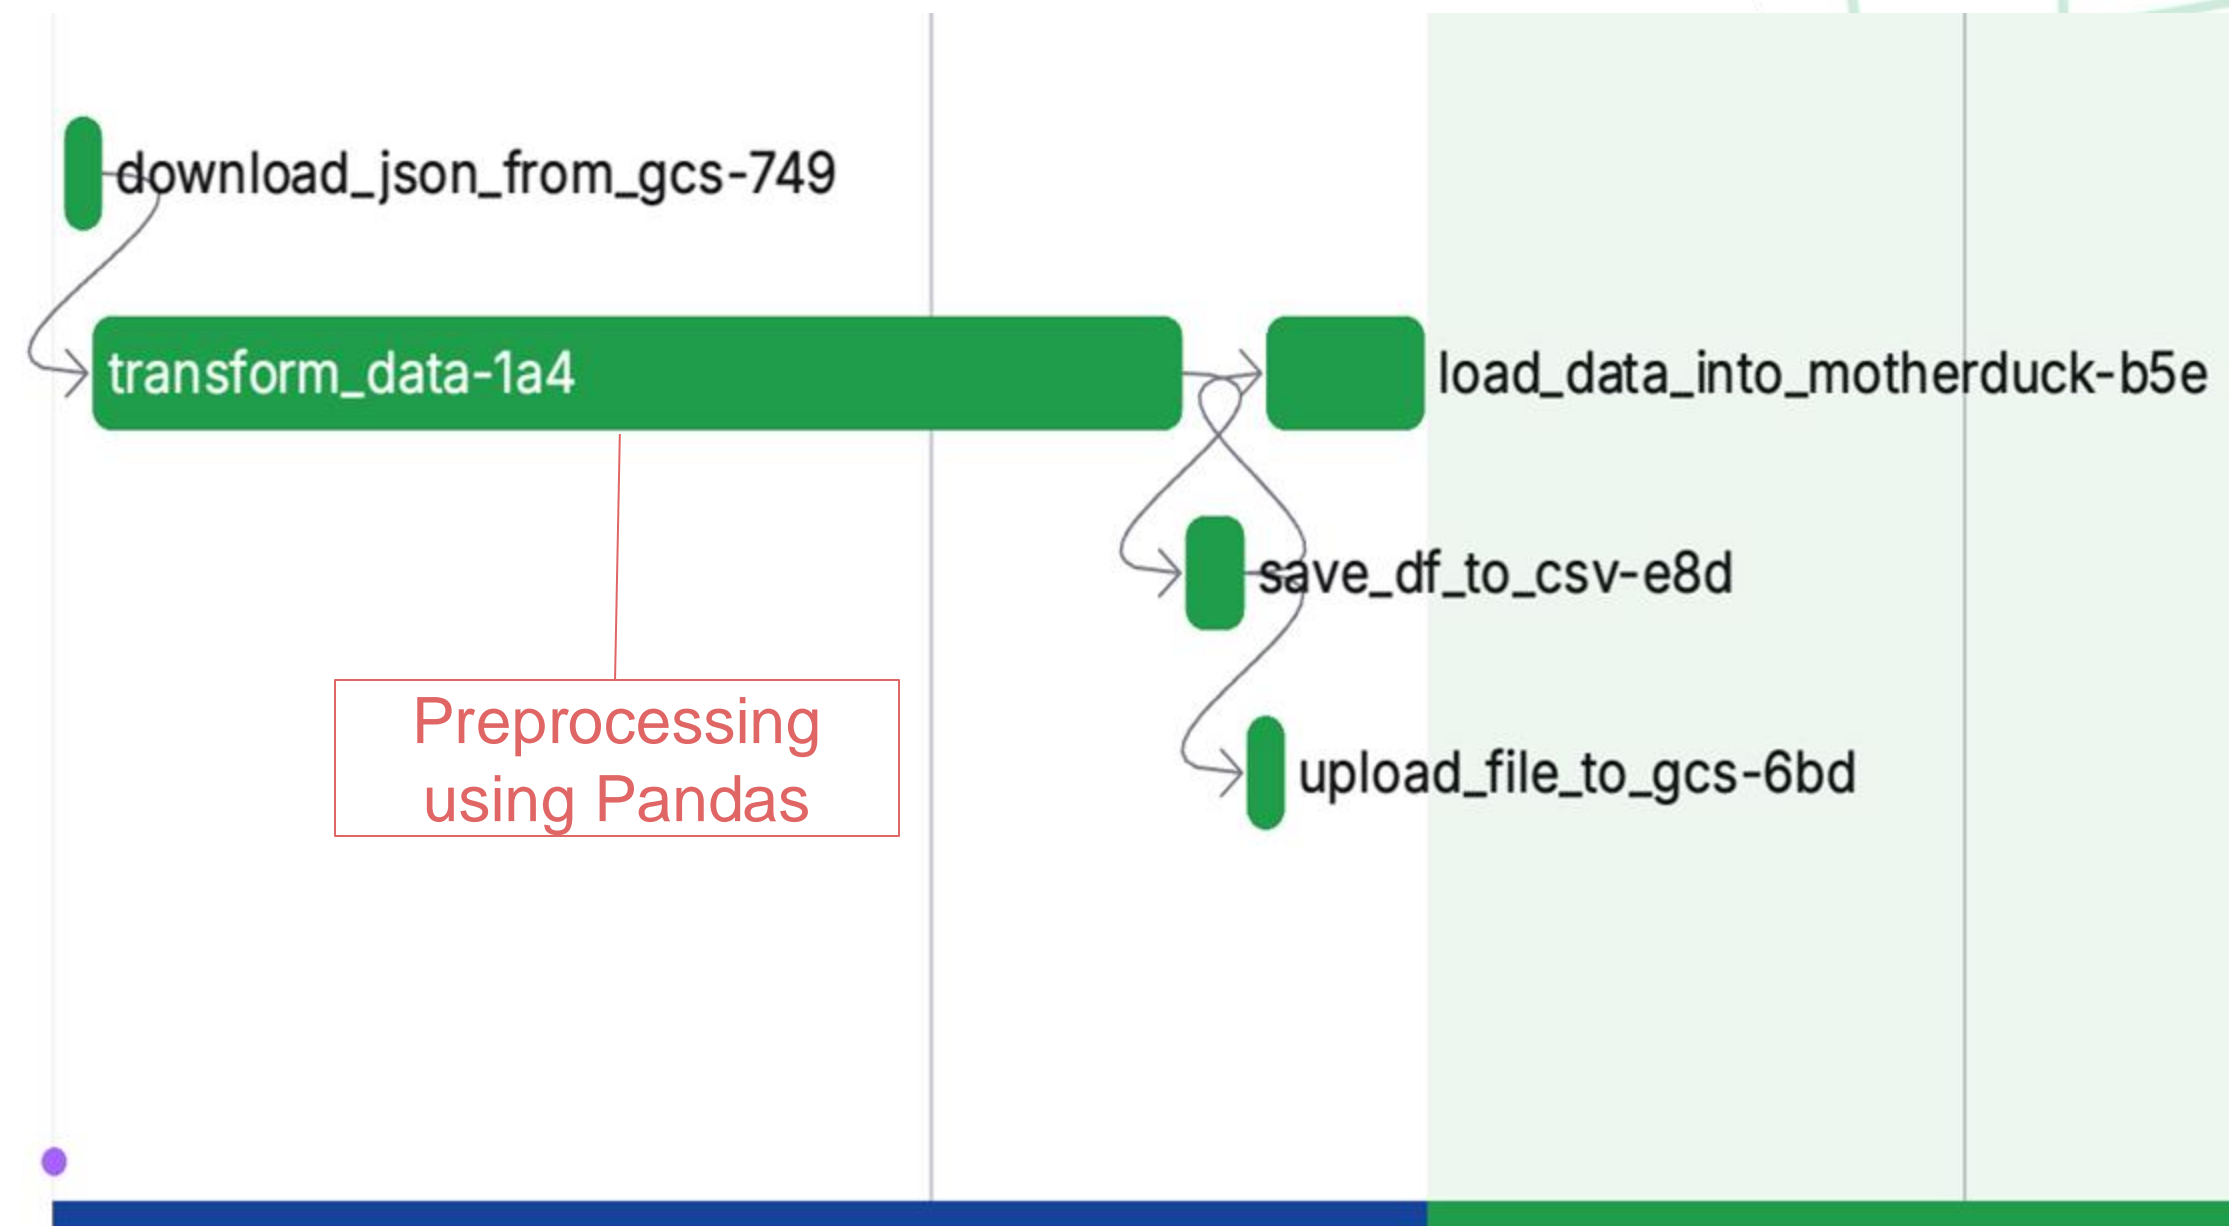 download_json_from_gcs-749
transform_data-1a4
load_data_into_motherduck-b5e
save_df_to_csv-e8d
upload_file_to_gcs-6bd
Preprocessing
using Pandas